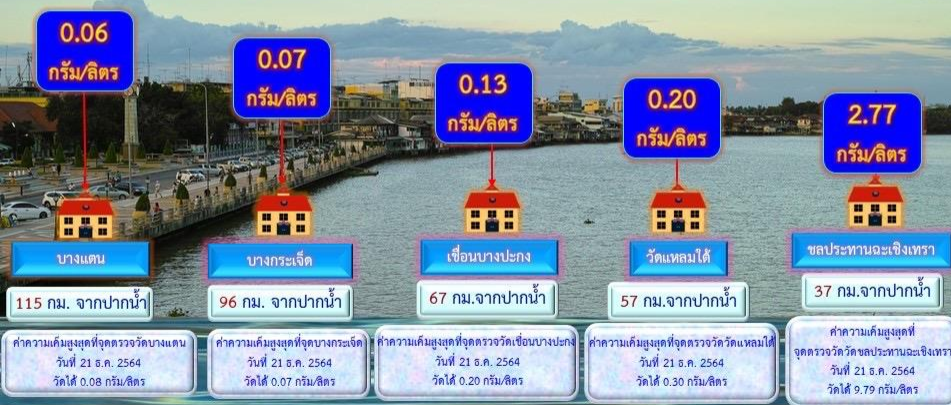 0.06
กรัม/ลิตร
บางแตน
115 กม. จากปากน้ำ
ค่าความเค็มสูงสุดที่จุดตรวจวัดบางแตน
วันที่ 21 ธ.ค. 2564
วัดได้ 0.08 กรัม/ลิตร
0.07
กรัม/ลิตร
บางกระเจ็ด
96 กม. จากปากน้ำ
ค่าความเค็มสูงสุดที่จุดบางกระเจ็ด
วันที่ 21 ธ.ค. 2564
วัดได้ 0.07 กรัม/ลิตร
0.13
กรัม/ลิตร
เขื่อนบางปะกง
67 กม.จากปากน้ำ
ค่าความเค็มสูงสุดที่จุดตรวจวัดเขื่อนบางปะกง
วันที่ 21 ธ.ค. 2564
วัดได้ 0.20 กรัม/ลิตร
0.20
กรัม/ลิตร
วัดแหลมใต้
57 กม.จากปากน้ำ
ค่าความเค็มสูงสุดที่จุดตรวจวัดวัดแหลมใต้
วันที่ 21 ธ.ค. 2564
วัดได้ 0.30 กรัม/ลิตร
2.77
กรัม/ลิตร
ชลประทานฉะเชิงเทรา
37 กม.จากปากน้ำ
ค่าความเค็มสูงสุดที่
จุดตรวจวัดวัดชลประทานฉะเชิงเทรา
วันที่ 21 ธ.ค. 2564
วัดได้ 9.79 กรัม/ลิตร